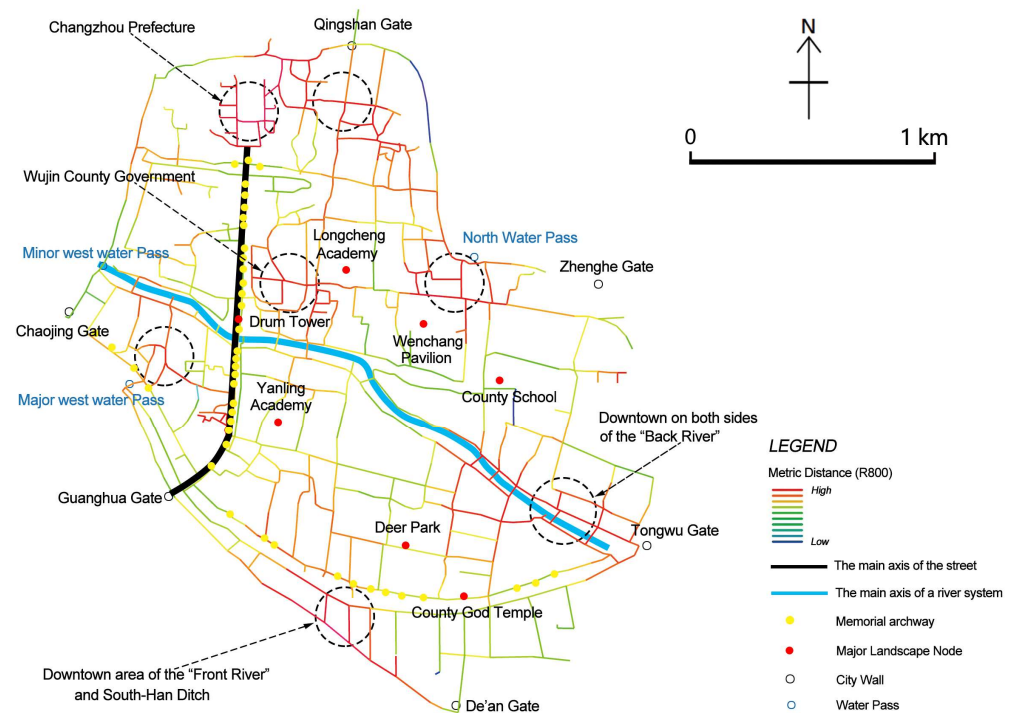 Qingshan Gate
Changzhou Prefecture
N
0
1 km
Wujin County Government
Longcheng
Academy
North Water Pass
Minor west water Pass
Zhenghe Gate
Chaojing Gate
Drum Tower
Wenchang
Pavilion
Yanling
Academy
County School
Major west water Pass
Downtown on both sides
of the “Back River”
Guanghua Gate
Deer Park
Tongwu Gate
County God Temple
Downtown area of the “Front River”
and South-Han Ditch
De’an Gate
LEGEND
Metric Distance (R800)
High
Low
The main axis of the street
The main axis of a river system
Memorial archway
Major Landscape Node
City Wall
Water Pass